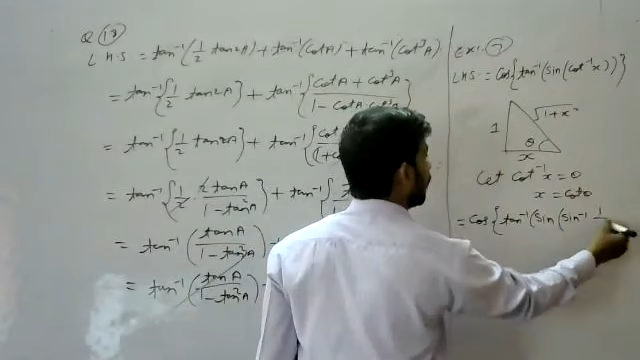 Q. 13
L.H.S = tan⁻¹(1/2 tan2A) + tan⁻¹(cotA) + tan⁻¹(cot³A)
= tan⁻¹{1/2 tan2A} + tan⁻¹{(cotA + cot³A)/(1 - cotA.cot³A)}
= tan⁻¹{1/2 tan2A} + tan⁻¹{
= tan⁻¹{1/2 . 2tanA/(1-tan²A)} + tan⁻¹{
= tan⁻¹(tanA/(1-tan²A))
= tan⁻¹(tanA/(1-tan²A))
Ex: 7
LHS = cos{tan⁻¹(sin(cot⁻¹x))}
1
√1+x²
θ
x
Let cot⁻¹x = θ
x = cotθ
= cos{tan⁻¹(sin(sin⁻¹ 1